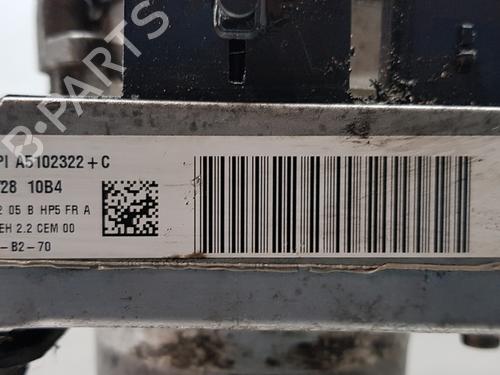 PI A5102322+C
728 10B4
2 05 B HP5 FR A
EH 2.2 CEM 00
-B2-70
B-PARTS